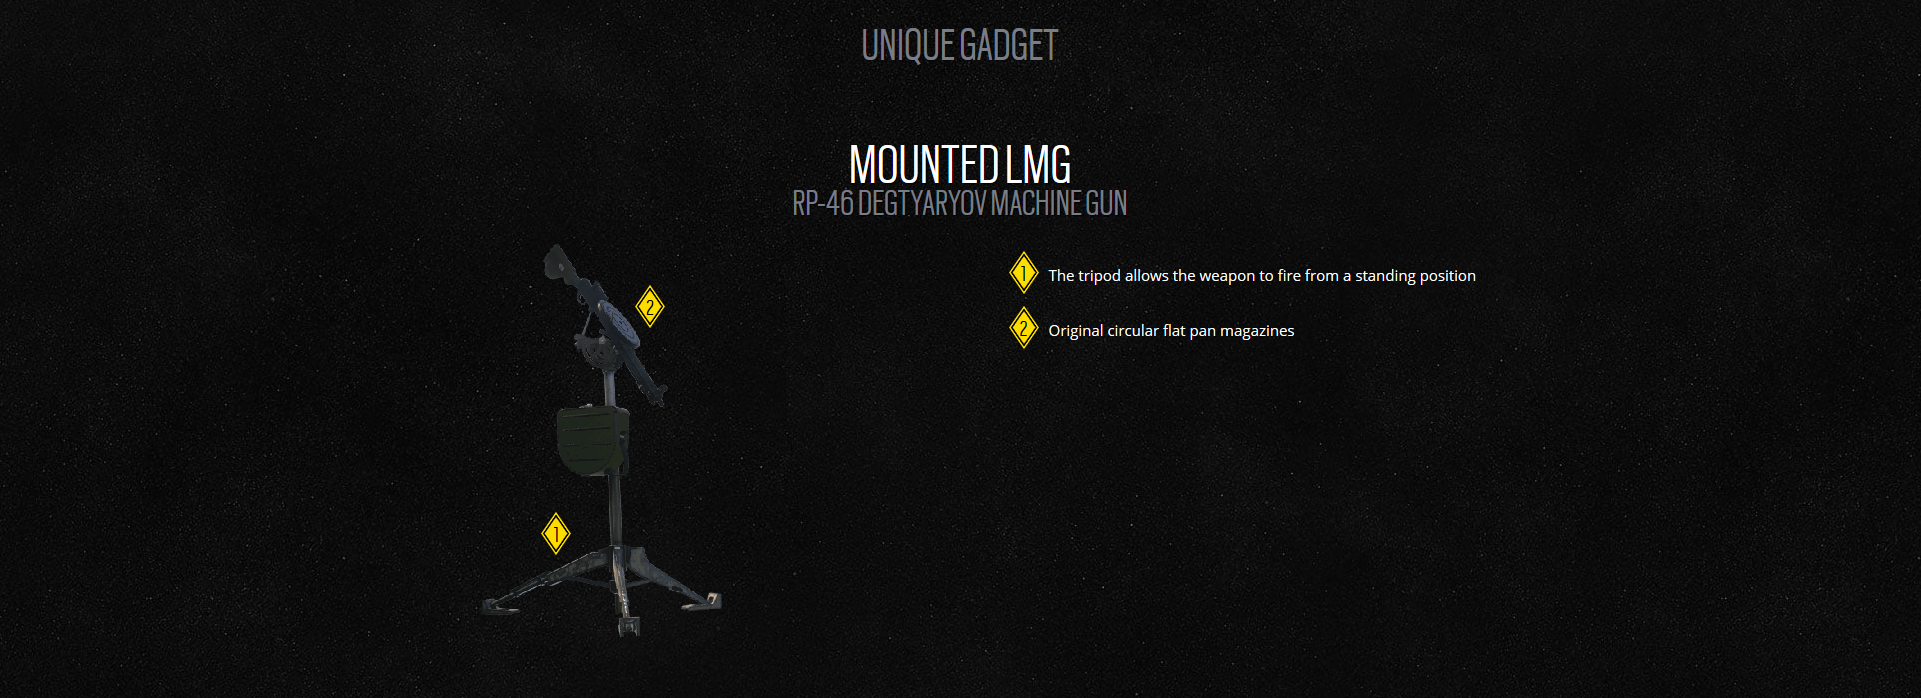 UNIQUE GADGET
MOUNTED LMG
RP-46 DEGTYARYOV MACHINE GUN
1 The tripod allows the weapon to fire from a standing position
2
2 Original circular flat pan magazines
1